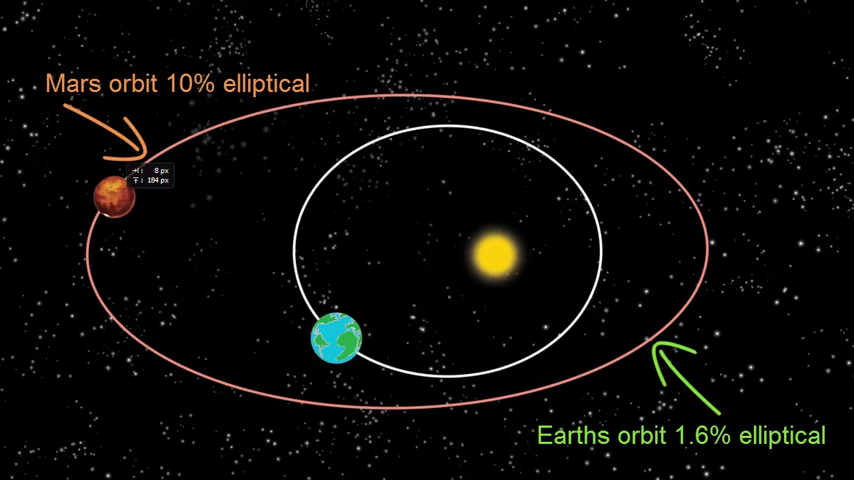 Mars orbit 10% elliptical
8 px
184 px
Earths orbit 1.6% elliptical